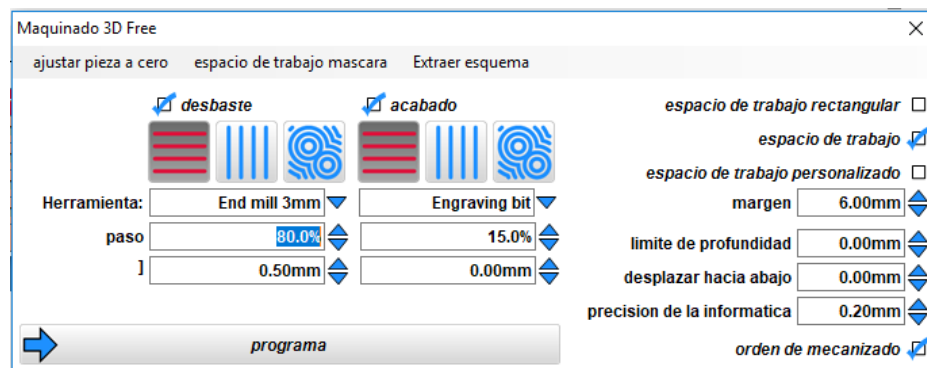 Maquinado 3D Free
ajustar pieza a cero espacio de trabajo mascara Extraer esquema
desbaste acabado espacio de trabajo rectangular
espacio de trabajo
espacio de trabajo personalizado
Herramienta: End mill 3mm Engraving bit margen 6.00mm
paso 80.0% 15.0% limite de profundidad 0.00mm
] 0.50mm 0.00mm desplazar hacia abajo 0.00mm
precision de la informatica 0.20mm
programa orden de mecanizado